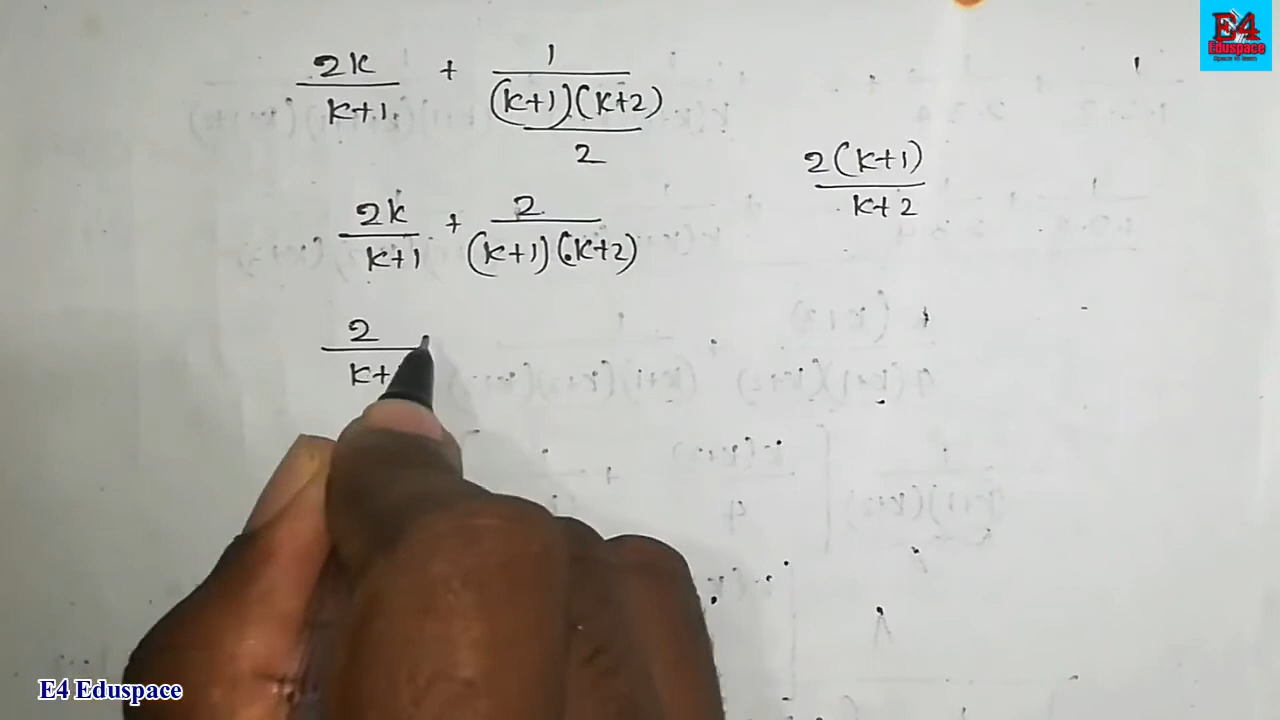 E4
Eduspace
2k/(k+1) + 1/((k+1)(k+2)/2)
2(k+1)/(k+2)
2k/(k+1) + 2/((k+1)(k+2))
2/k+
E4 Eduspace